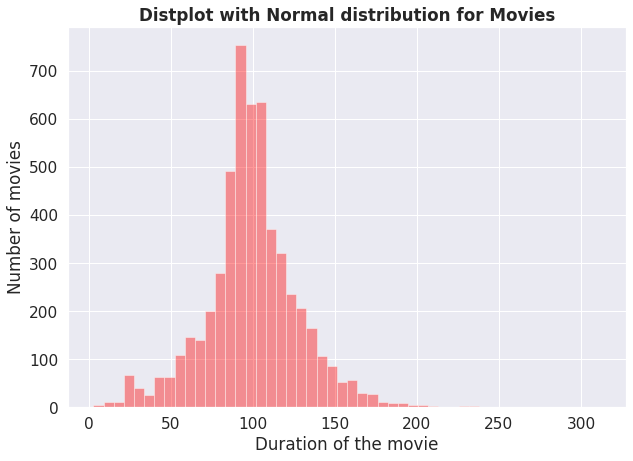 Distplot with Normal distribution for Movies
Number of movies
700
600
500
400
300
200
100
0
0 50 100 150 200 250 300
Duration of the movie